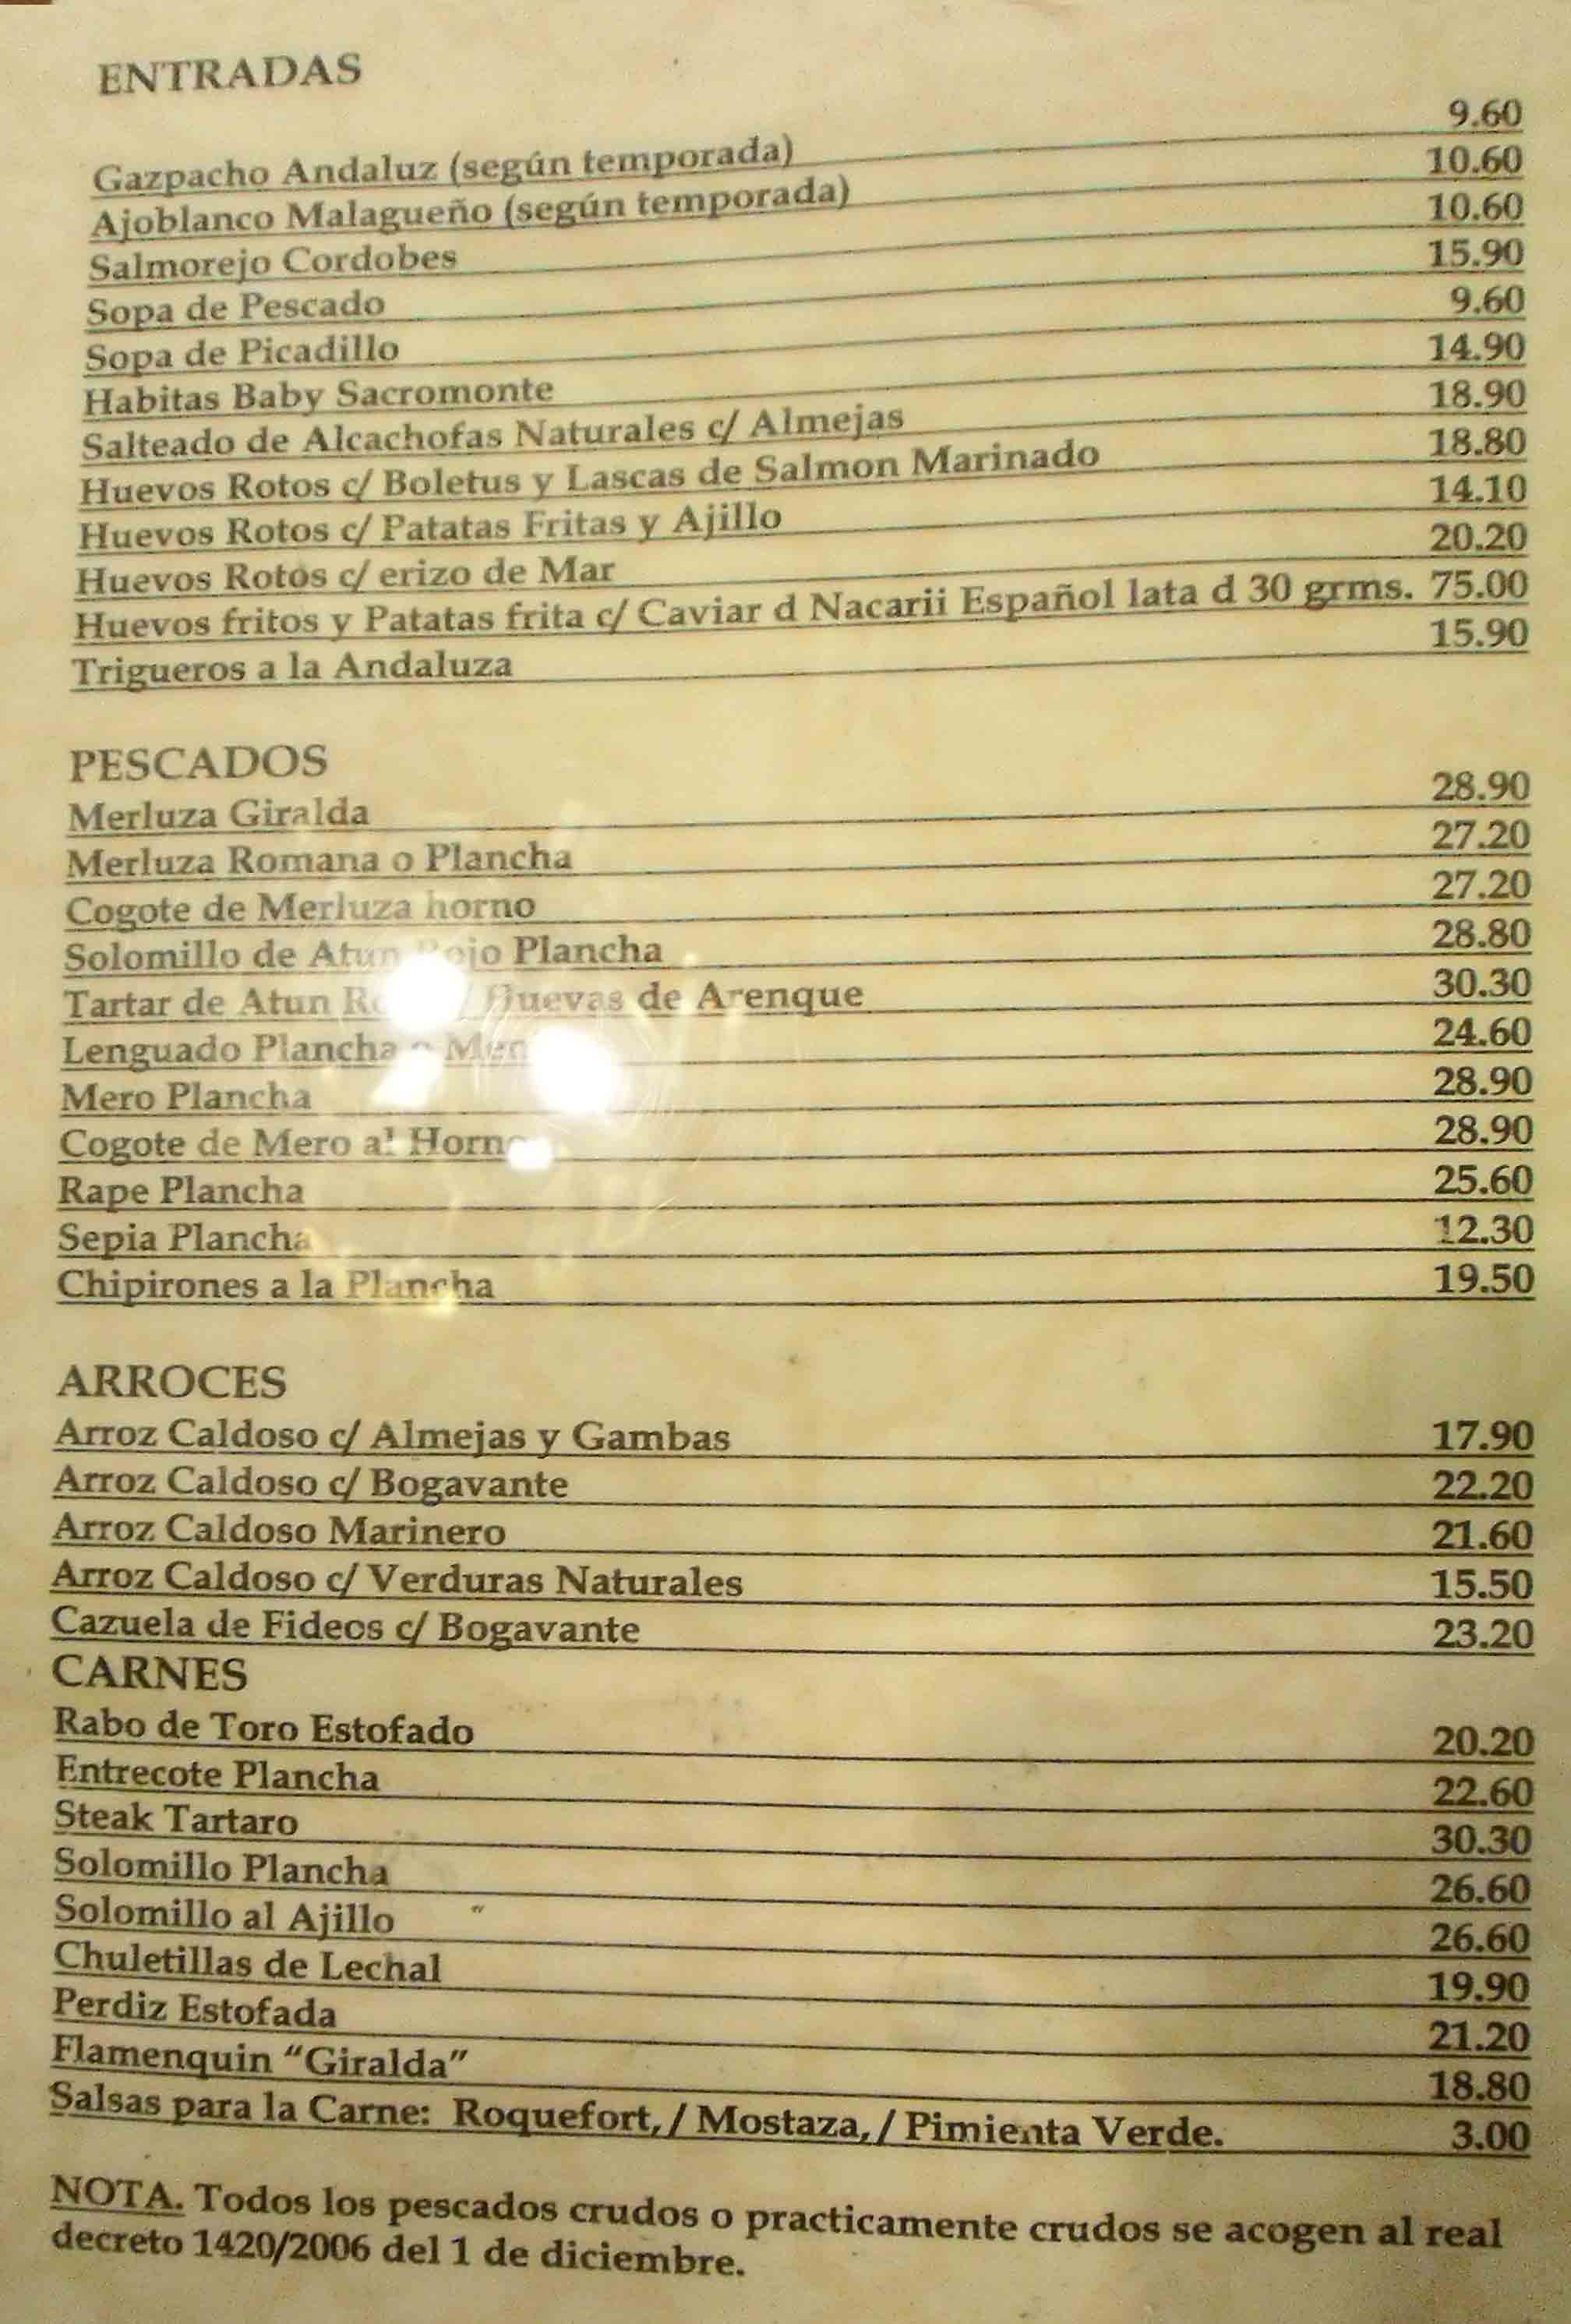 ENTRADAS
Gazpacho Andaluz (según temporada) 9.60
Ajoblanco Malagueño (según temporada) 10.60
Salmorejo Cordobes 10.60
Sopa de Pescado 15.90
Sopa de Picadillo 9.60
Habitas Baby Sacromonte 14.90
Salteado de Alcachofas Naturales c/ Almejas 18.90
Huevos Rotos c/ Boletus y Lascas de Salmon Marinado 18.80
Huevos Rotos c/ Patatas Fritas y Ajillo 14.10
Huevos Rotos c/ erizo de Mar 20.20
Huevos fritos y Patatas frita c/ Caviar d Nacarii Español lata d 30 grms. 75.00
Trigueros a la Andaluza 15.90
PESCADOS
Merluza Giralda 28.90
Merluza Romana o Plancha 27.20
Cogote de Merluza horno 27.20
Solomillo de Atun Rojo Plancha 28.80
Tartar de Atun Huevas de Arenque 30.30
Lenguado Plancha 24.60
Mero Plancha 28.90
Cogote de Mero al Horno 28.90
Rape Plancha 25.60
Sepia Plancha 12.30
Chipirones a la Plancha 19.50
ARROCES
Arroz Caldoso c/ Almejas y Gambas 17.90
Arroz Caldoso c/ Bogavante 22.20
Arroz Caldoso Marinero 21.60
Arroz Caldoso c/ Verduras Naturales 15.50
Cazuela de Fideos c/ Bogavante 23.20
CARNES
Rabo de Toro Estofado 20.20
Entrecote Plancha 22.60
Steak Tartaro 30.30
Solomillo Plancha 26.60
Solomillo al Ajillo 26.60
Chuletillas de Lechal 19.90
Perdiz Estofada 21.20
Flamenquin “Giralda” 18.80
Salsas para la Carne: Roquefort, / Mostaza, / Pimienta Verde. 3.00
NOTA. Todos los pescados crudos o practicamente crudos se acogen al real
decreto 1420/2006 del 1 de diciembre.